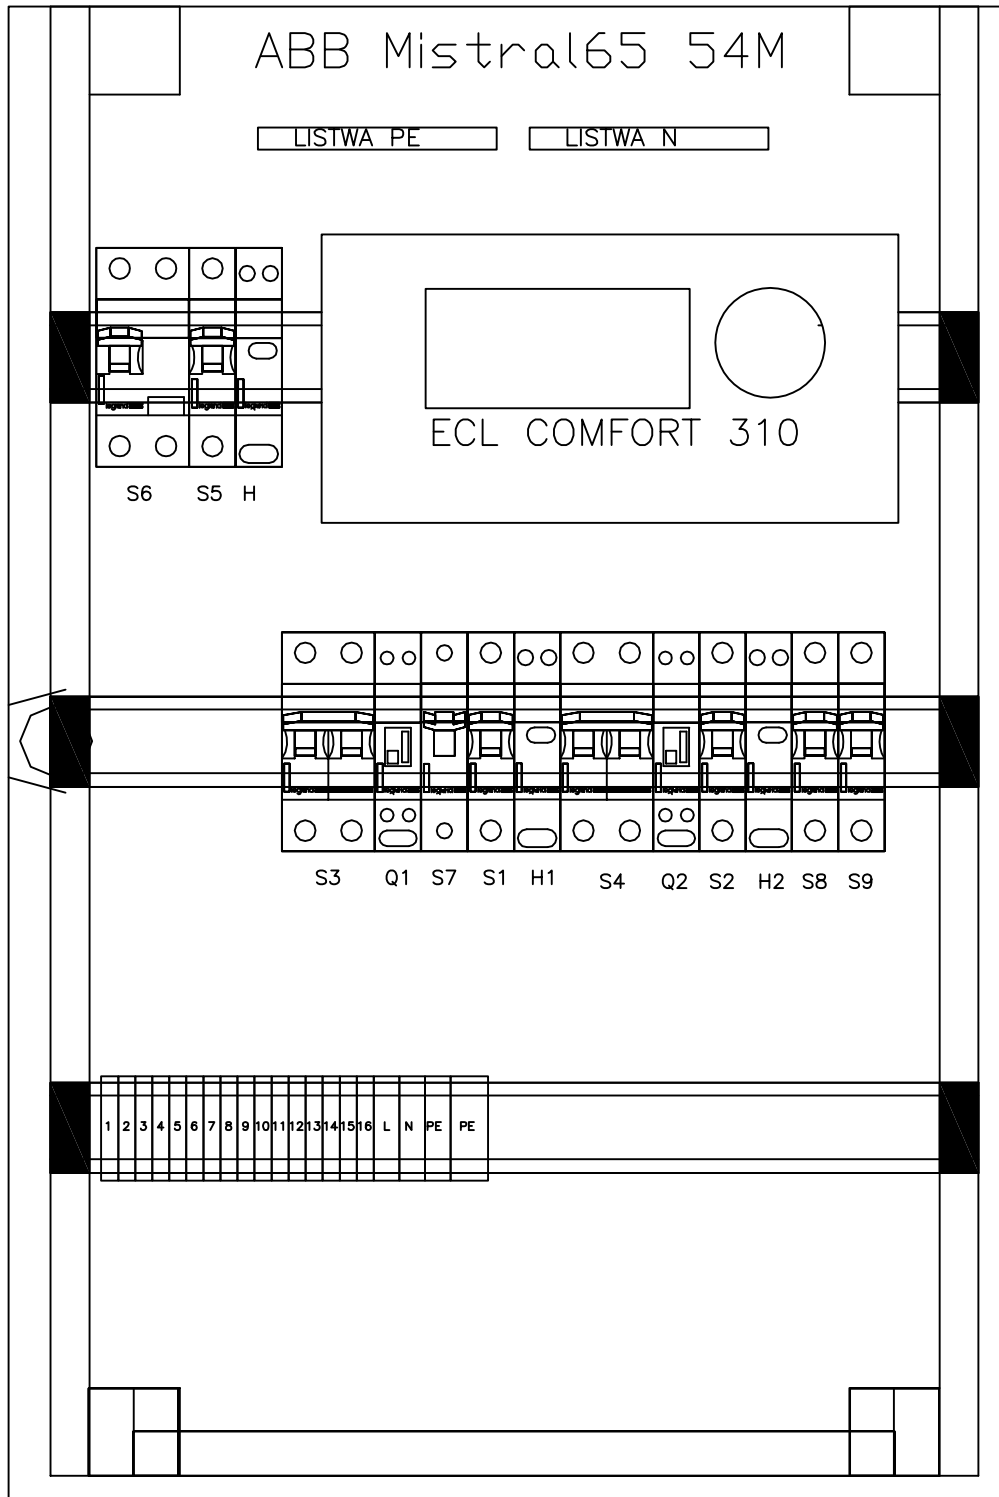 ABB Mistral65 54M
LISTWA PE LISTWA N
ECL COMFORT 310
S6 S5 H
S3 Q1 S7 S1 H1 S4 Q2 S2 H2 S8 S9
1 2 3 4 5 6 7 8 9 10 11 12 13 14 15 16 L N PE PE